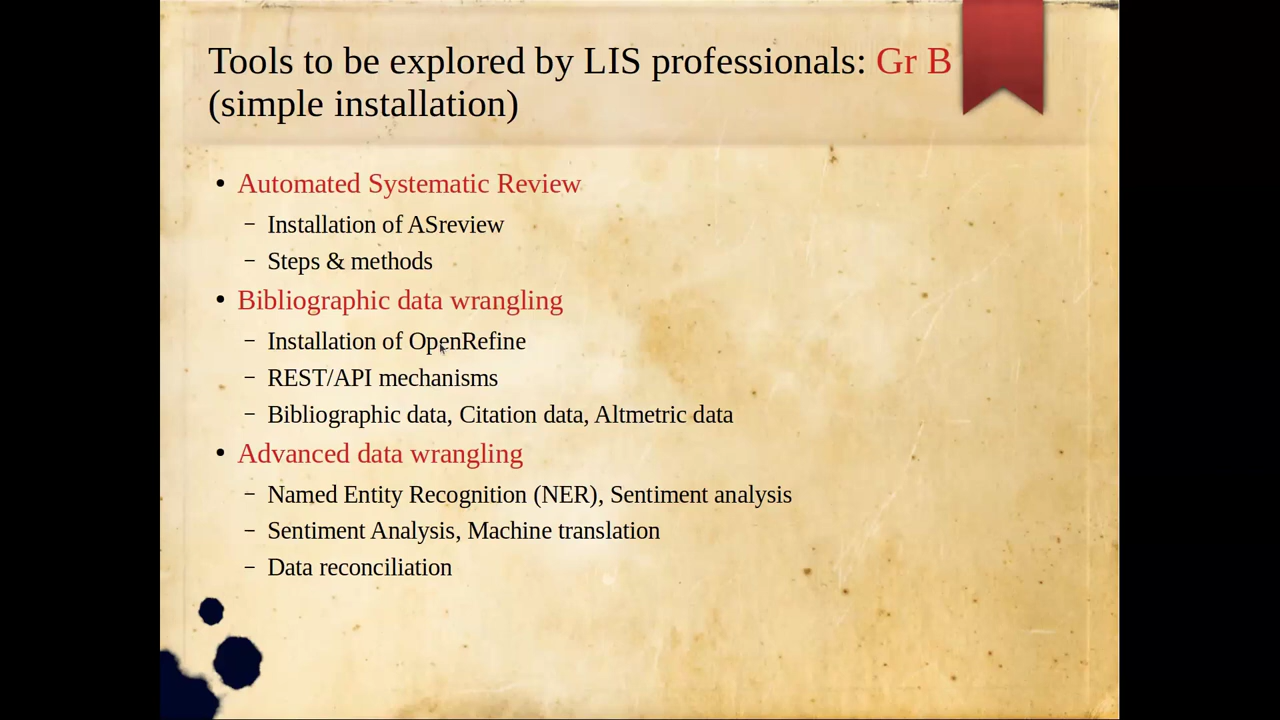 Tools to be explored by LIS professionals: Gr B
(simple installation)
• Automated Systematic Review
– Installation of ASreview
– Steps & methods
• Bibliographic data wrangling
– Installation of OpenRefine
– REST/API mechanisms
– Bibliographic data, Citation data, Altmetric data
• Advanced data wrangling
– Named Entity Recognition (NER), Sentiment analysis
– Sentiment Analysis, Machine translation
– Data reconciliation